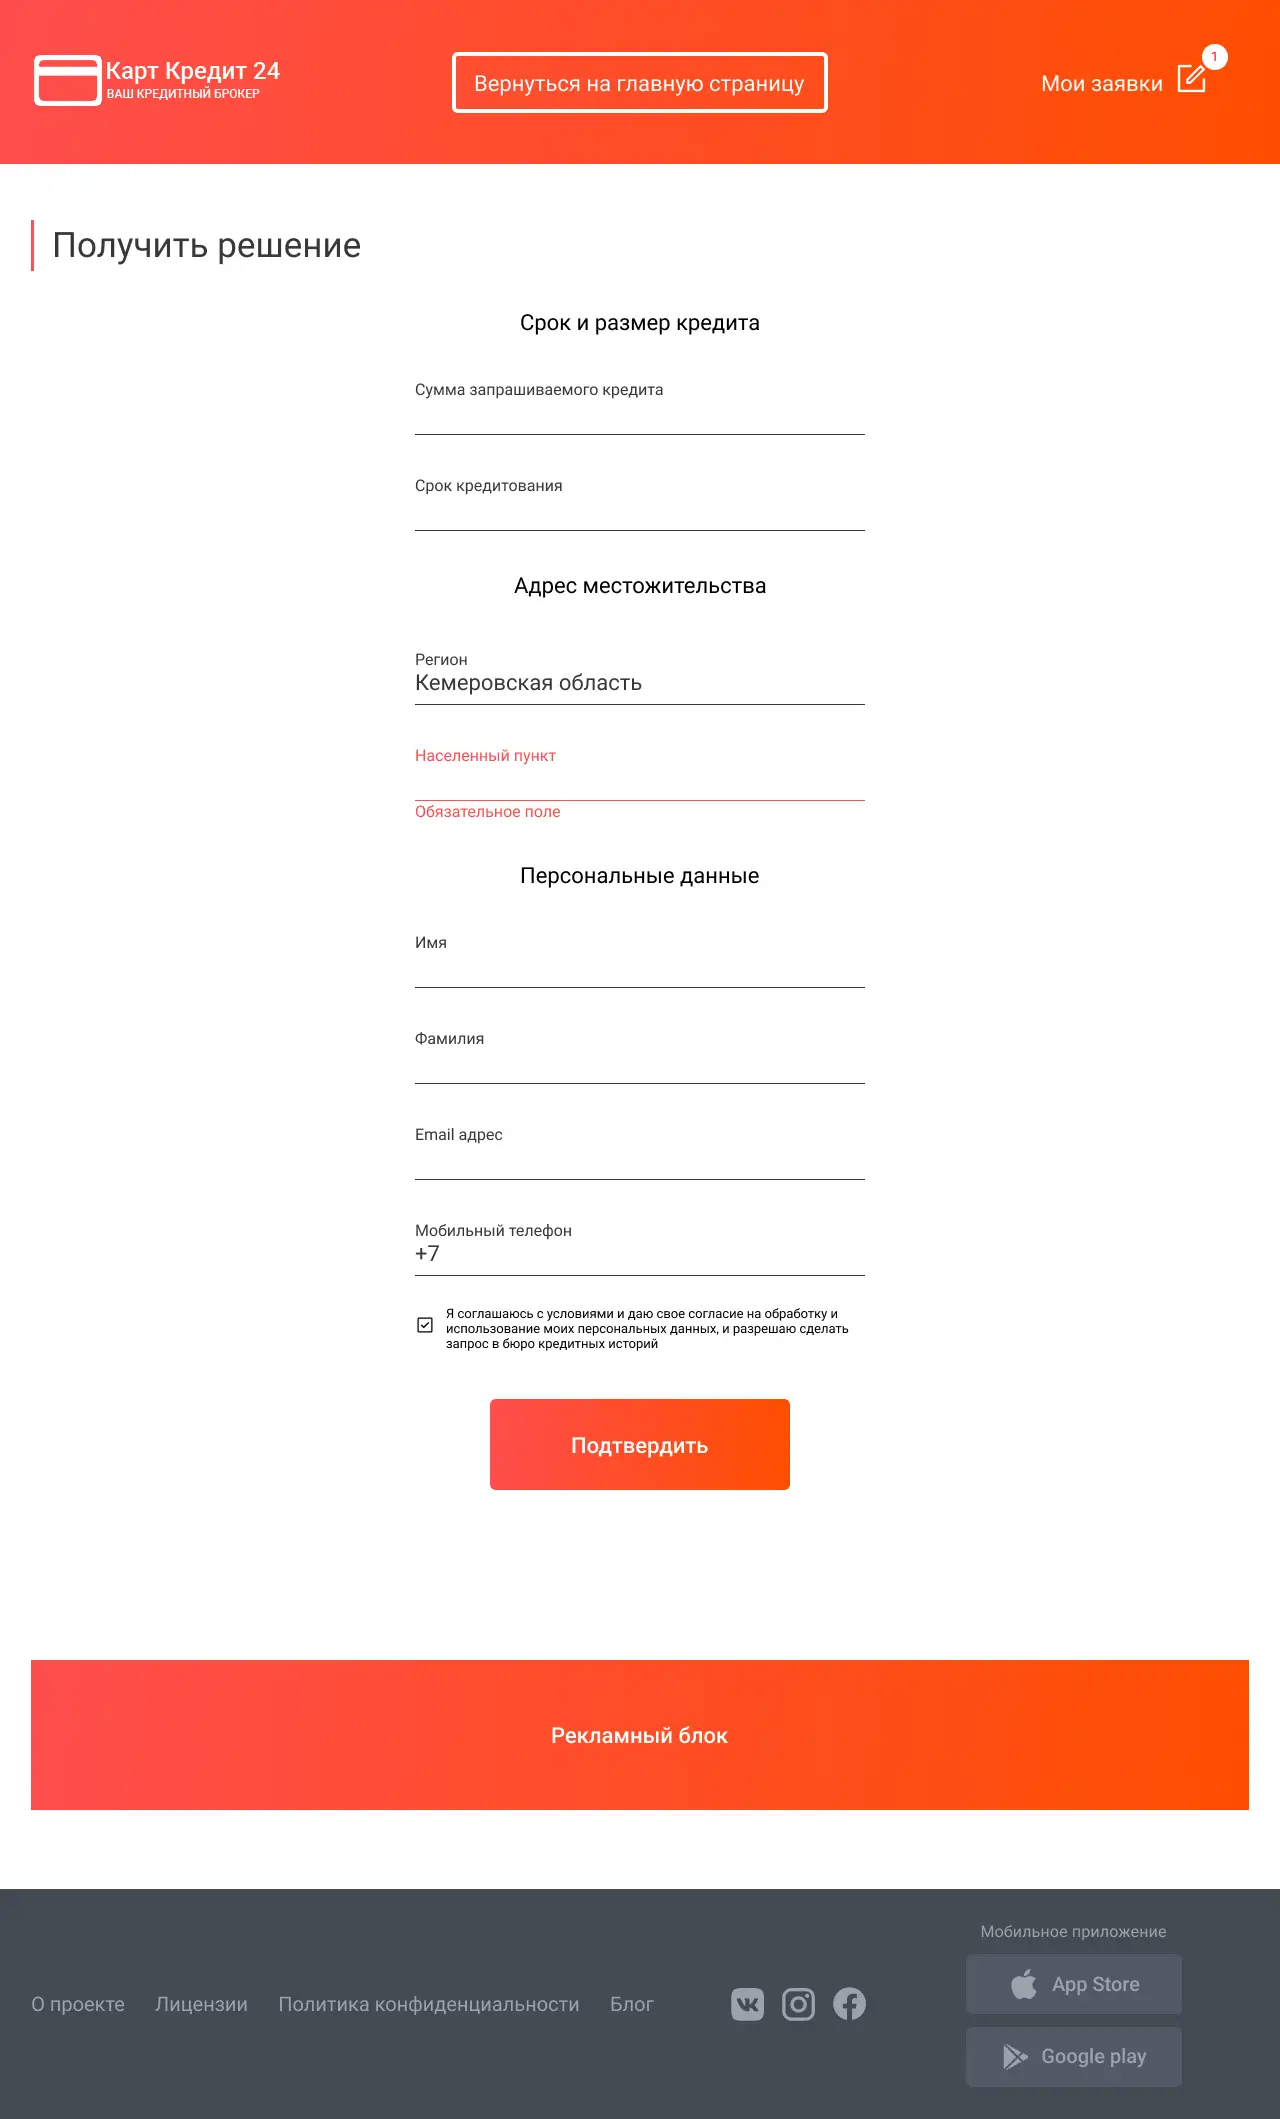 Карт Кредит 24
ВАШ КРЕДИТНЫЙ БРОКЕР
Вернуться на главную страницу
Мои заявки
1
Получить решение
Срок и размер кредита
Сумма запрашиваемого кредита
Срок кредитования
Адрес местожительства
Регион
Кемеровская область
Населенный пункт
Обязательное поле
Персональные данные
Имя
Фамилия
Email адрес
Мобильный телефон
+7
Я соглашаюсь с условиями и даю свое согласие на обработку и
использование моих персональных данных, и разрешаю сделать
запрос в бюро кредитных историй
Подтвердить
Рекламный блок
О проекте
Лицензии
Политика конфиденциальности
Блог
Мобильное приложение
App Store
Google play